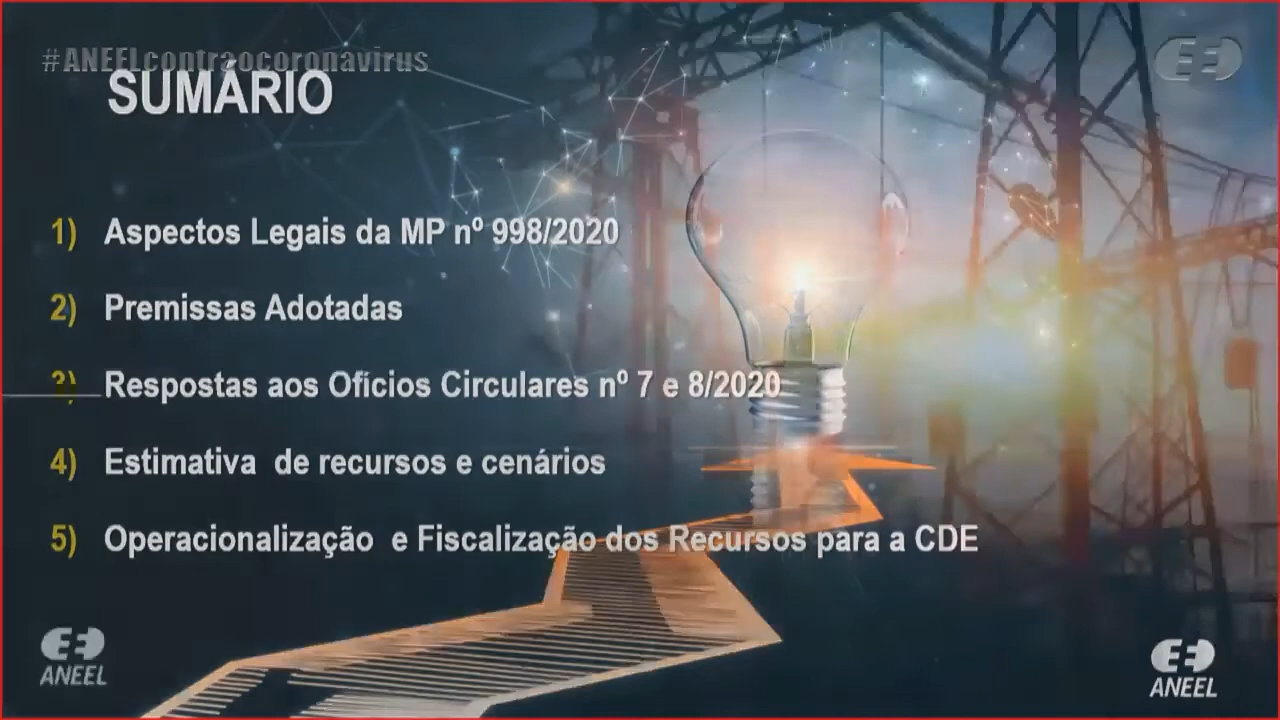 #ANEELcontraocoronavirus
SUMÁRIO
1) Aspectos Legais da MP nº 998/2020
2) Premissas Adotadas
3) Respostas aos Ofícios Circulares nº 7 e 8/2020
4) Estimativa de recursos e cenários
5) Operacionalização e Fiscalização dos Recursos para a CDE
ANEEL
ANEEL